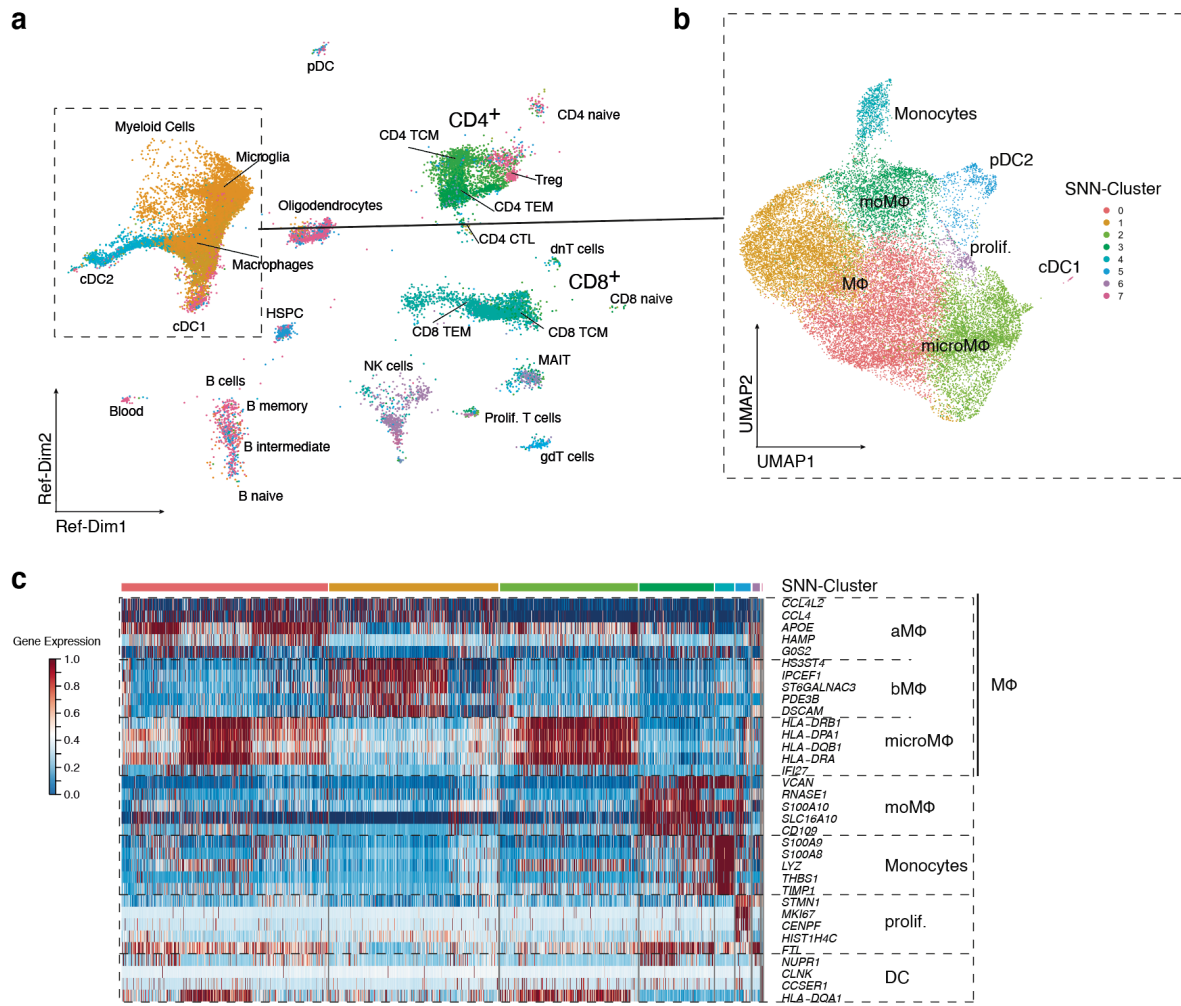 a
pDC
Myeloid Cells
Microglia
Macrophages
cDC2
cDC1
Oligodendrocytes
HSPC
CD4⁺
CD4 TCM
CD4 naive
Treg
CD4 TEM
CD4 CTL
dnT cells
CD8⁺
CD8 naive
CD8 TEM
CD8 TCM
NK cells
MAIT
Prolif. T cells
gdT cells
Blood
B cells
B memory
B intermediate
B naive
Ref-Dim2
Ref-Dim1
b
Monocytes
pDC2
moMΦ
prolif.
cDC1
MΦ
microMΦ
UMAP2
UMAP1
SNN-Cluster
0
1
2
3
4
5
6
7
c
Gene Expression
1.0
0.8
0.6
0.4
0.2
0.0
SNN-Cluster
CCL4L2
CCL4
APOE
HAMP
G0S2
aMΦ
HS3ST4
IPCEF1
ST6GALNAC3
PDE3B
DSCAM
bMΦ
MΦ
HLA-DRB1
HLA-DPA1
HLA-DQB1
HLA-DRA
IFI27
microMΦ
VCAN
RNASE1
S100A10
SLC16A10
CD109
moMΦ
S100A9
S100A8
LYZ
THBS1
TIMP1
Monocytes
STMN1
MKI67
CENPF
HIST1H4C
FTL
prolif.
NUPR1
CLNK
CCSER1
HLA-DQA1
DC